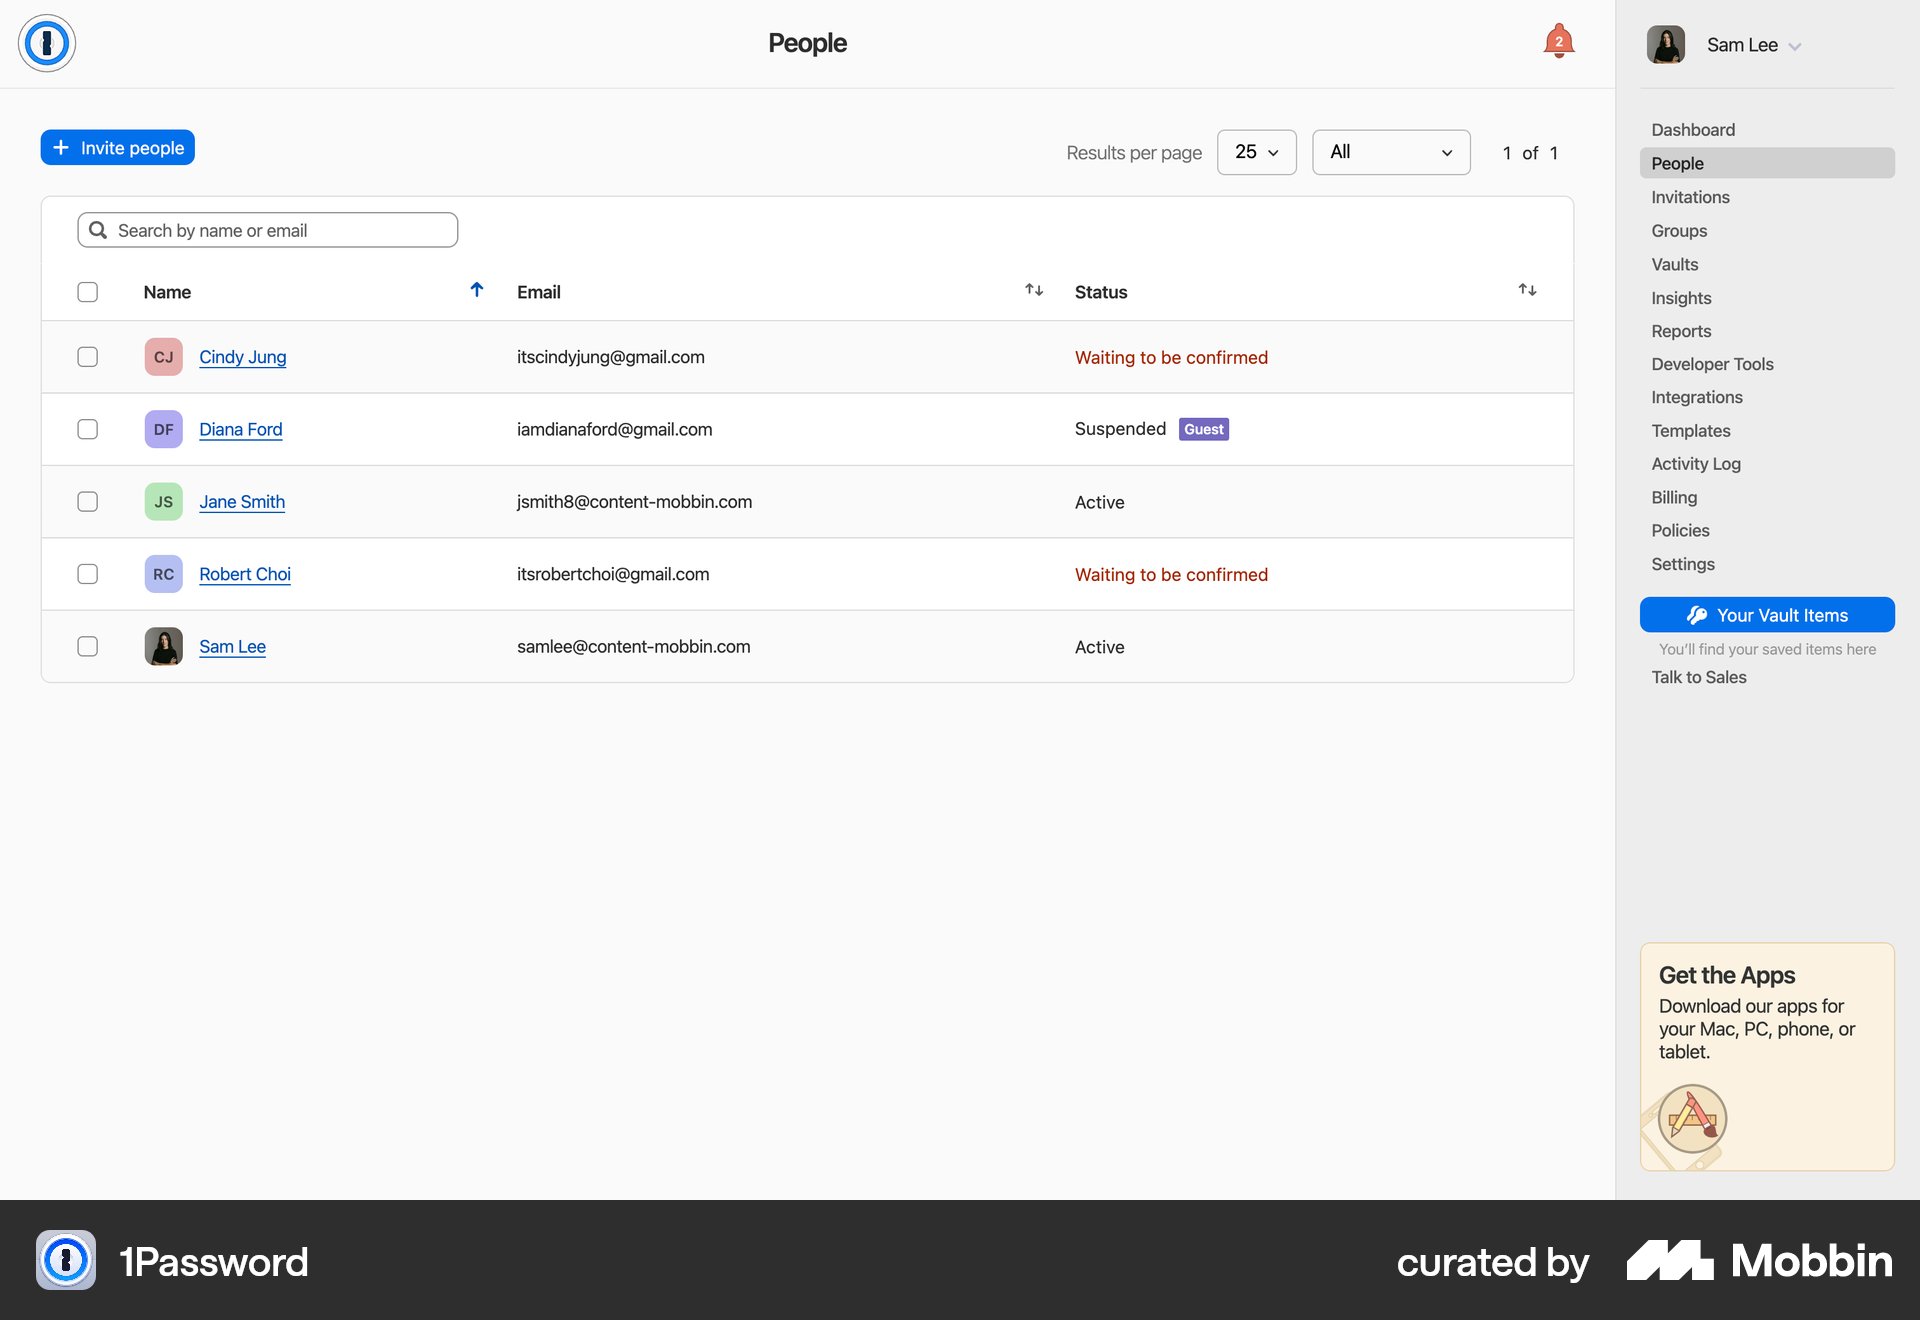 People
2
Sam Lee
Invite people
Results per page
25
All
1 of 1
Search by name or email
Name
Email
Status
CJ
Cindy Jung
itscindyjung@gmail.com
Waiting to be confirmed
DF
Diana Ford
iamdianaford@gmail.com
Suspended
Guest
JS
Jane Smith
jsmith8@content-mobbin.com
Active
RC
Robert Choi
itsrobertchoi@gmail.com
Waiting to be confirmed
Sam Lee
samlee@content-mobbin.com
Active
Dashboard
People
Invitations
Groups
Vaults
Insights
Reports
Developer Tools
Integrations
Templates
Activity Log
Billing
Policies
Settings
Your Vault Items
You'll find your saved items here
Talk to Sales
Get the Apps
Download our apps for
your Mac, PC, phone, or
tablet.
1Password
curated by
Mobbin